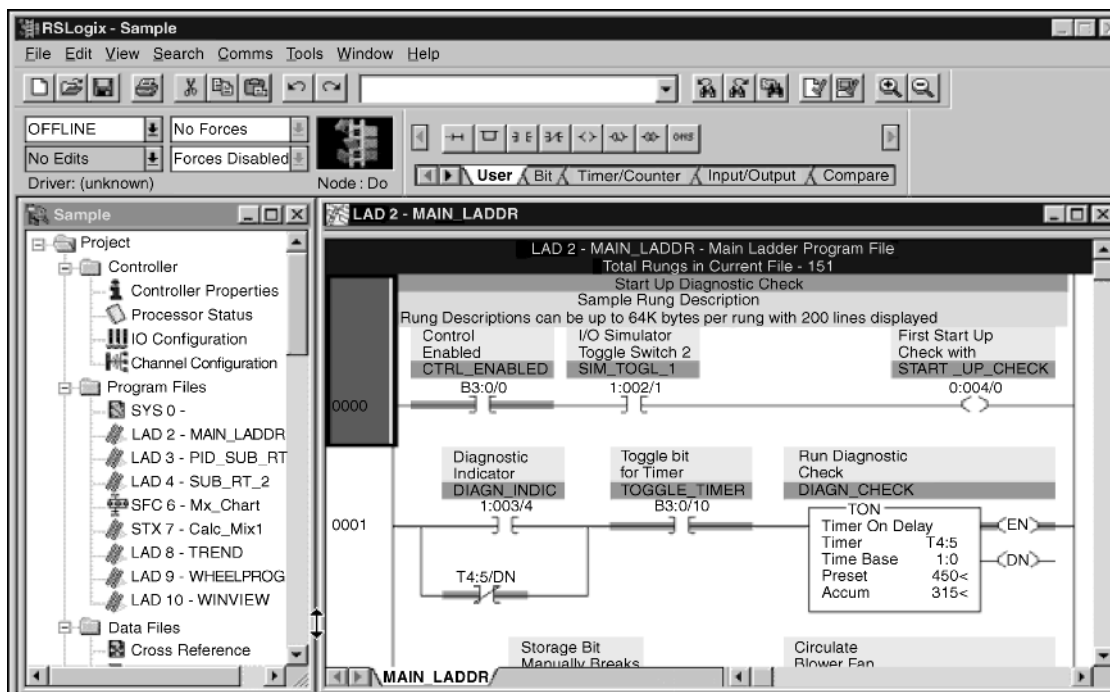 RSLogix - Sample
File Edit View Search Comms Tools Window Help
OFFLINE
No Forces
No Edits
Forces Disabled
Driver: (unknown)
Node : Do
User Bit Timer/Counter Input/Output Compare
Sample
Project
Controller
Controller Properties
Processor Status
IO Configuration
Channel Configuration
Program Files
SYS 0 -
LAD 2 - MAIN_LADDR
LAD 3 - PID_SUB_RT
LAD 4 - SUB_RT_2
SFC 6 - Mx_Chart
STX 7 - Calc_Mix1
LAD 8 - TREND
LAD 9 - WHEELPROG
LAD 10 - WINVIEW
Data Files
Cross Reference
LAD 2 - MAIN_LADDR
LAD 2 - MAIN_LADDR - Main Ladder Program File
Total Rungs in Current File - 151
Start Up Diagnostic Check
Sample Rung Description
Rung Descriptions can be up to 64K bytes per rung with 200 lines displayed
Control
Enabled
CTRL_ENABLED
B3:0/0
I/O Simulator
Toggle Switch 2
SIM_TOGL_1
1:002/1
First Start Up
Check with
START _UP_CHECK
0:004/0
0000
Diagnostic
Indicator
DIAGN_INDIC
1:003/4
Toggle bit
for Timer
TOGGLE_TIMER
B3:0/10
Run Diagnostic
Check
DIAGN_CHECK
0001
TON
Timer On Delay
Timer T4:5
Time Base 1:0
Preset 450<
Accum 315<
EN
DN
T4:5/DN
Storage Bit
Manually Breaks
Circulate
Blower Fan
MAIN_LADDR